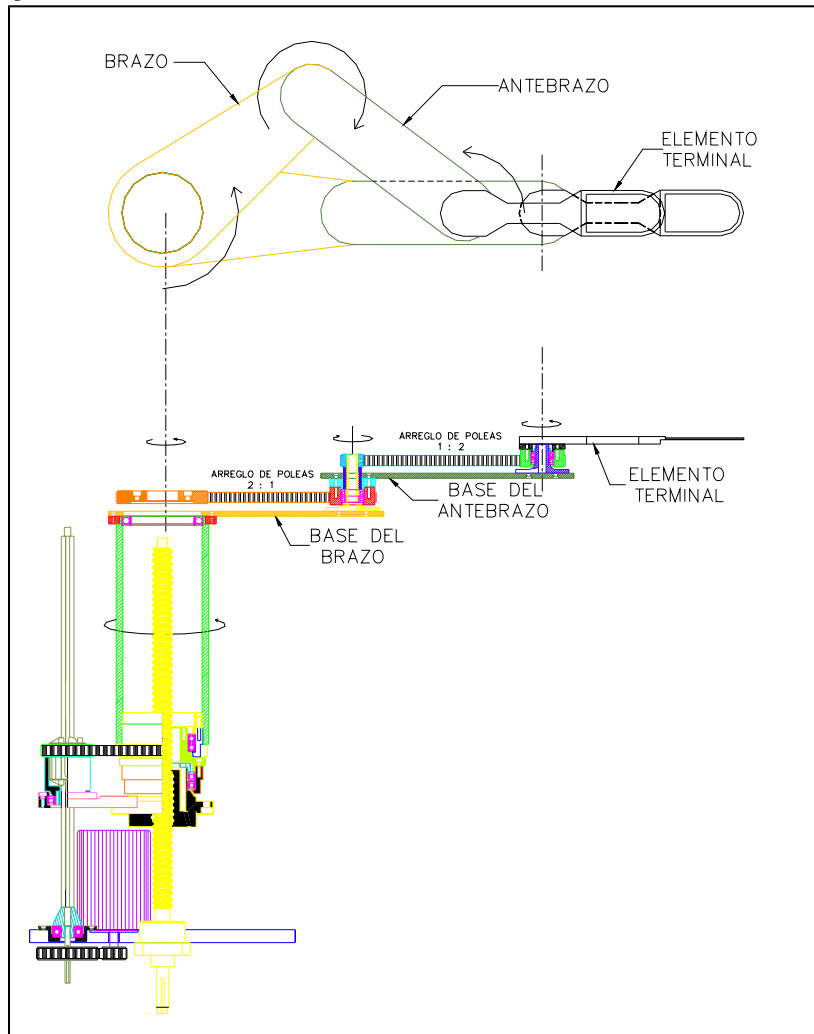 BRAZO
ANTEBRAZO
ELEMENTO
TERMINAL
ARREGLO DE POLEAS
1 : 2
ARREGLO DE POLEAS
2 : 1
ELEMENTO
TERMINAL
BASE DEL
ANTEBRAZO
BASE DEL
BRAZO